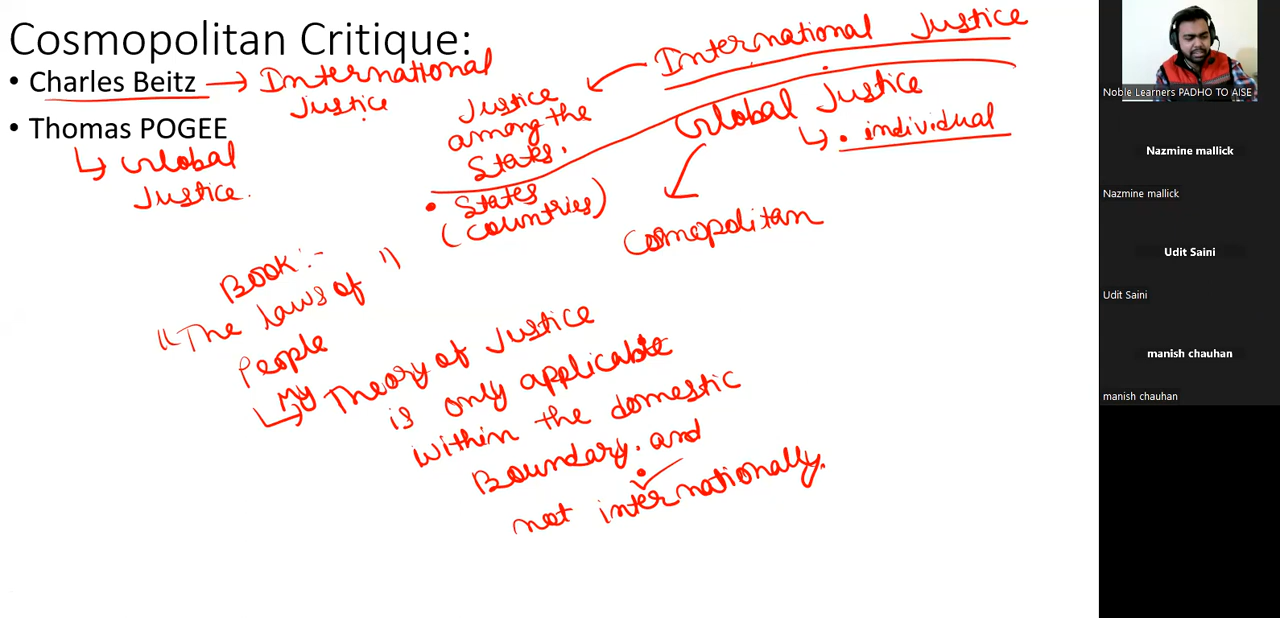 Cosmopolitan Critique:
• Charles Beitz → International
Justice
• Thomas POGEE
↳ Global
Justice.
International Justice
Justice
among the
States.
• States
(countries)
Global Justice
↳ • individual
Cosmopolitan
Book:-
"The Laws of "
People
↳ My Theory of Justice
is only applicable
within the domestic
Boundary. and
not internationally.
Noble Learners PADHO TO AISE
Nazmine mallick
Nazmine mallick
Udit Saini
Udit Saini
manish chauhan
manish chauhan